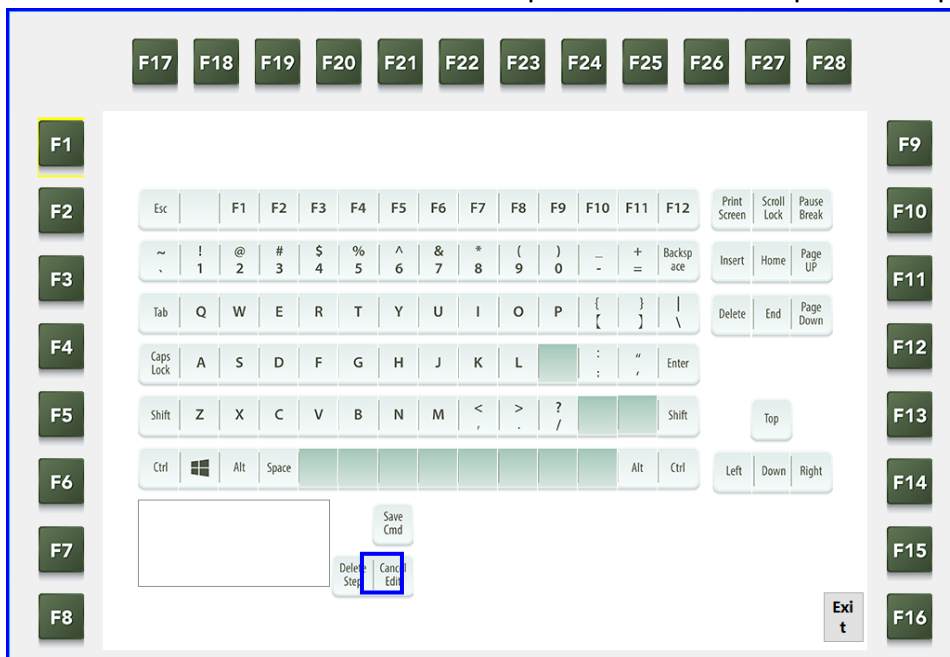 F17 F18 F19 F20 F21 F22 F23 F24 F25 F26 F27 F28
F1 F9
F2 Esc F1 F2 F3 F4 F5 F6 F7 F8 F9 F10 F11 F12 Print Screen Scroll Lock Pause Break F10
~ ! @ # $ % ^ & * ( ) _ + Backsp
` 1 2 3 4 5 6 7 8 9 0 - = ace Insert Home Page UP
F3 F11
Tab Q W E R T Y U I O P { } | Delete End Page Down
[ ] \
F4 Caps Lock A S D F G H J K L : " Enter F12
; '
F5 Shift Z X C V B N M < > ? Shift Top F13
, . /
F6 Ctrl Alt Space Alt Ctrl Left Down Right F14
Save
Cmd
F7 F15
Delete Cancel
Step Edit
F8 Exi F16
t